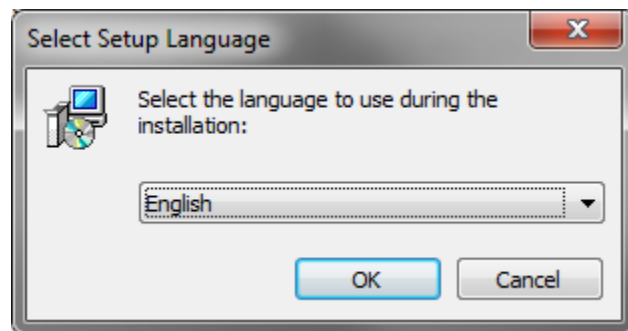 Select Setup Language
Select the language to use during the
installation:
English
OK
Cancel